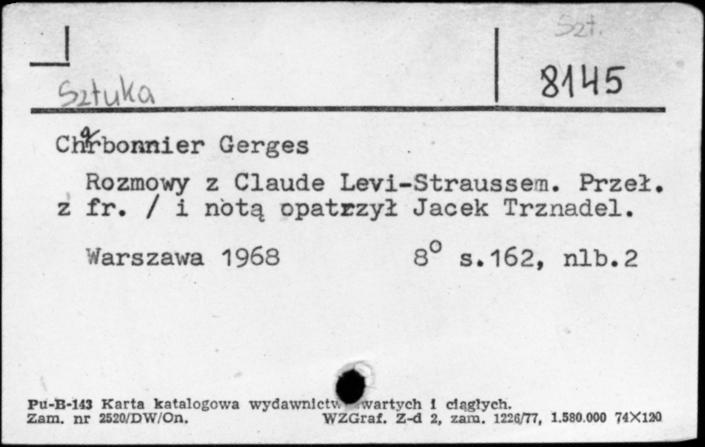 Szt.
Sztuka 8145
Charbonnier Gerges
Rozmowy z Claude Levi-Straussem. Przeł.
z fr. / i notą opatrzył Jacek Trznadel.
Warszawa 1968 8° s.162, nlb.2
Pu-B-143 Karta katalogowa wydawnictw zwartych i ciągłych.
Zam. nr 2520/DW/On. WZGraf. Z-d 2, zam. 1226/77, 1.580.000 74×120